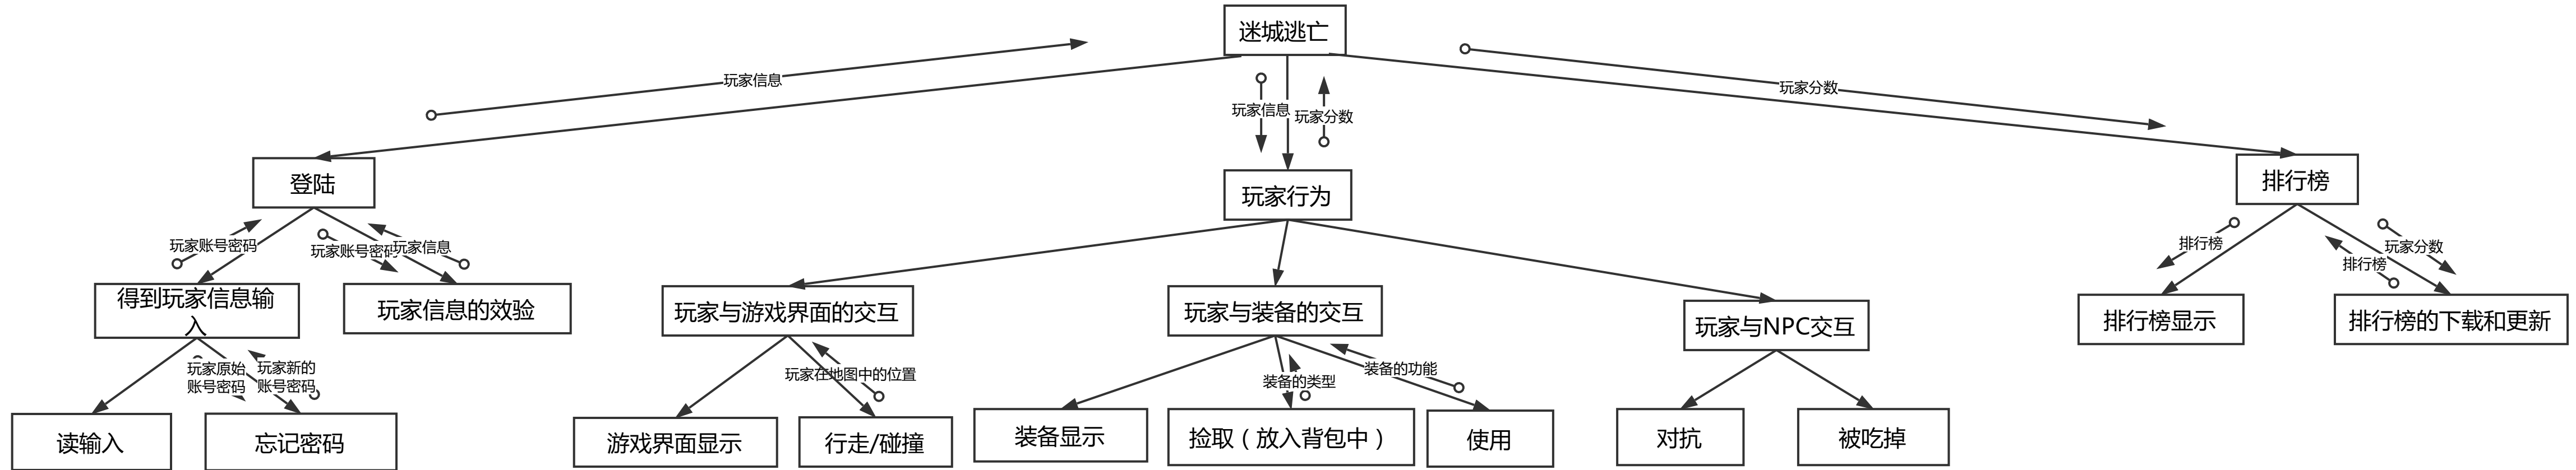 迷城逃亡
玩家信息
玩家信息
玩家分数
玩家分数
登陆
玩家行为
排行榜
玩家账号密码
玩家账号密码
玩家信息
排行榜
玩家分数
排行榜
得到玩家信息输
入
玩家信息的效验
玩家与游戏界面的交互
玩家与装备的交互
玩家与NPC交互
排行榜显示
排行榜的下载和更新
玩家原始
账号密码
玩家新的
账号密码
玩家在地图中的位置
装备的类型
装备的功能
读输入
忘记密码
游戏界面显示
行走/碰撞
装备显示
捡取（放入背包中）
使用
对抗
被吃掉